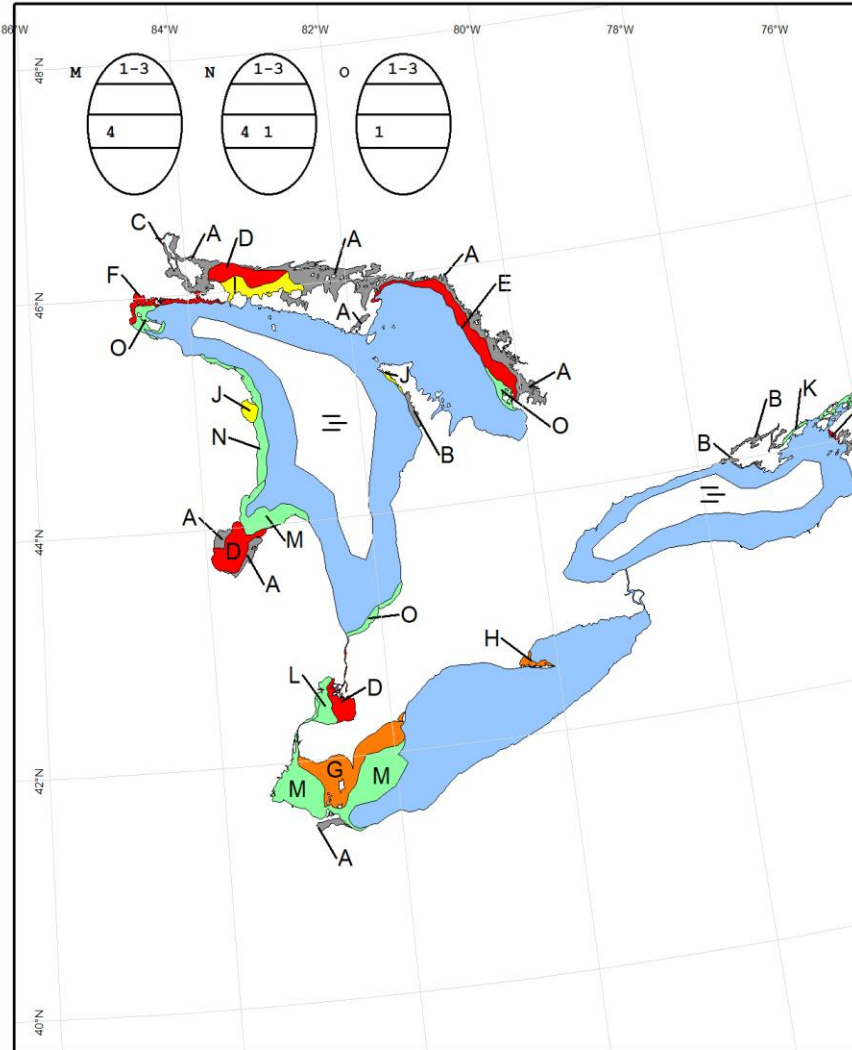 86°W 84°W 82°W 80°W 78°W 76°W
48°N
M 1-3 N 1-3 O 1-3
4 4 1 1
C A D A A
F I E
46°N
A
O
J A
J O
B K
N B B
A M
44°N
D
A
O
H
L D
G
M M
42°N
A
40°N